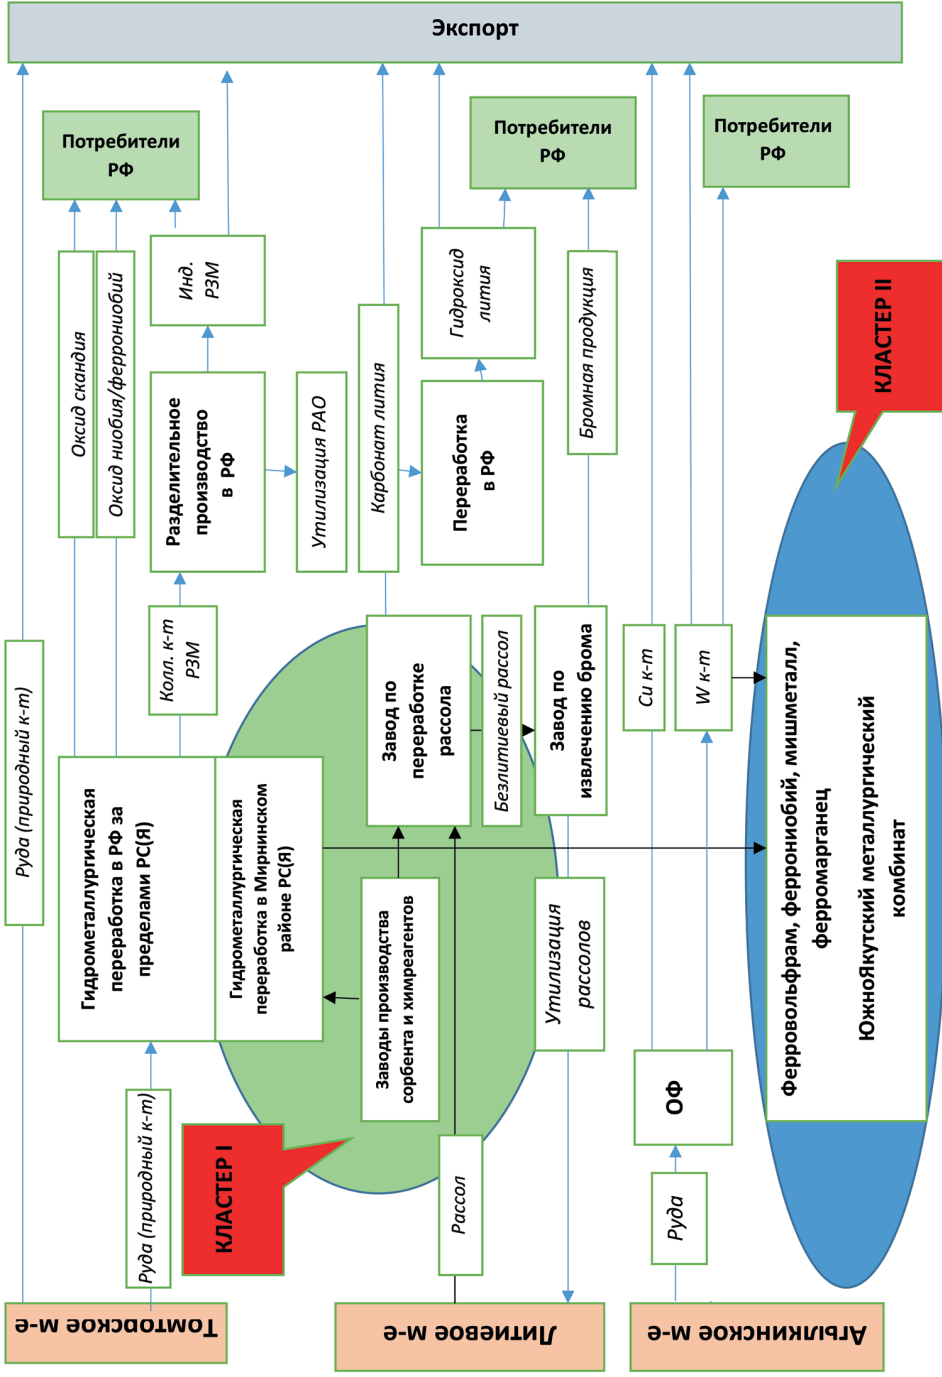 Томторское м-е
Руда (природный к-т)
Руда (природный к-т)
Гидрометаллургическая
переработка в РФ за
пределами РС(Я)
Гидрометаллургическая
переработка в Мирнинском
районе РС(Я)
Оксид скандия
Оксид ниобия/феррониобий
Колл. к-т
РЗМ
Разделительное
производство
в РФ
Инд.
РЗМ
Утилизация РАО
Потребители
РФ
Экспорт
КЛАСТЕР I
Литиевое м-е
Рассол
Заводы производства
сорбента и химреагентов
Завод по
переработке
рассола
Карбонат лития
Переработка
в РФ
Гидроксид
лития
Потребители
РФ
Безлитиевый рассол
Завод по
извлечению брома
Бромная продукция
Утилизация
рассолов
Агылкинское м-е
Руда
ОФ
Cu к-т
W к-т
Потребители
РФ
КЛАСТЕР II
Ферровольфрам, феррониобий, мишметалл,
ферромарганец
ЮжноЯкутский металлургический
комбинат